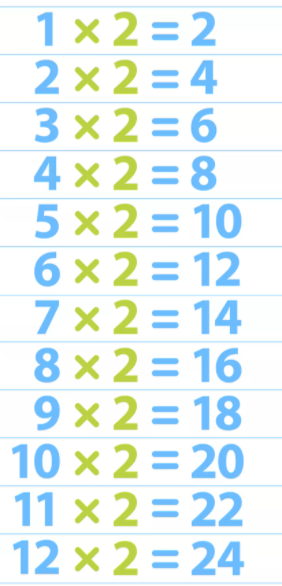 1 × 2 = 2
2 × 2 = 4
3 × 2 = 6
4 × 2 = 8
5 × 2 = 10
6 × 2 = 12
7 × 2 = 14
8 × 2 = 16
9 × 2 = 18
10 × 2 = 20
11 × 2 = 22
12 × 2 = 24